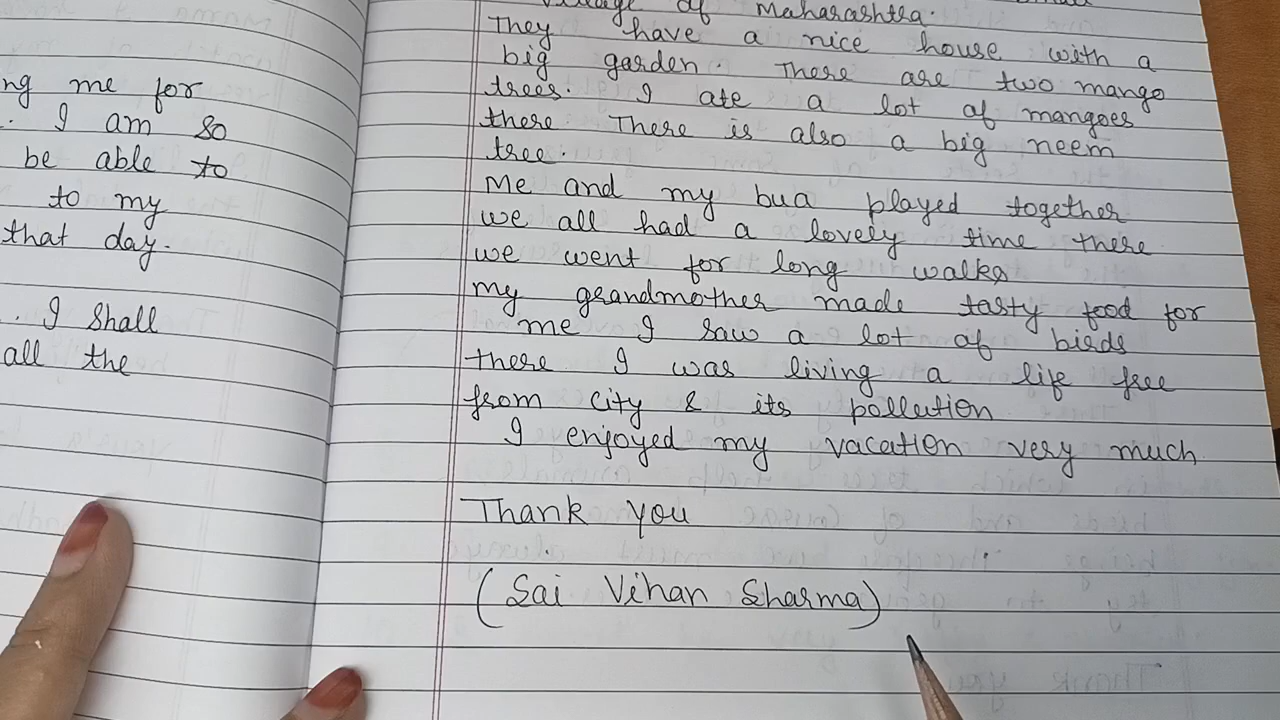 ng me for
. I am so
be able to
to my
that day.
. I shall
all the
village of Maharashtra.
They have a nice house with a
big garden. There are two mango
trees. I ate a lot of mangoes
there. There is also a big neem
tree.
Me and my bua played together
we all had a lovely time there
we went for long walks
my grandmother made tasty food for
me I saw a lot of birds
there I was living a life free
from city & its pollution
I enjoyed my vacation very much
Thank you
(Sai Vihan Sharma)